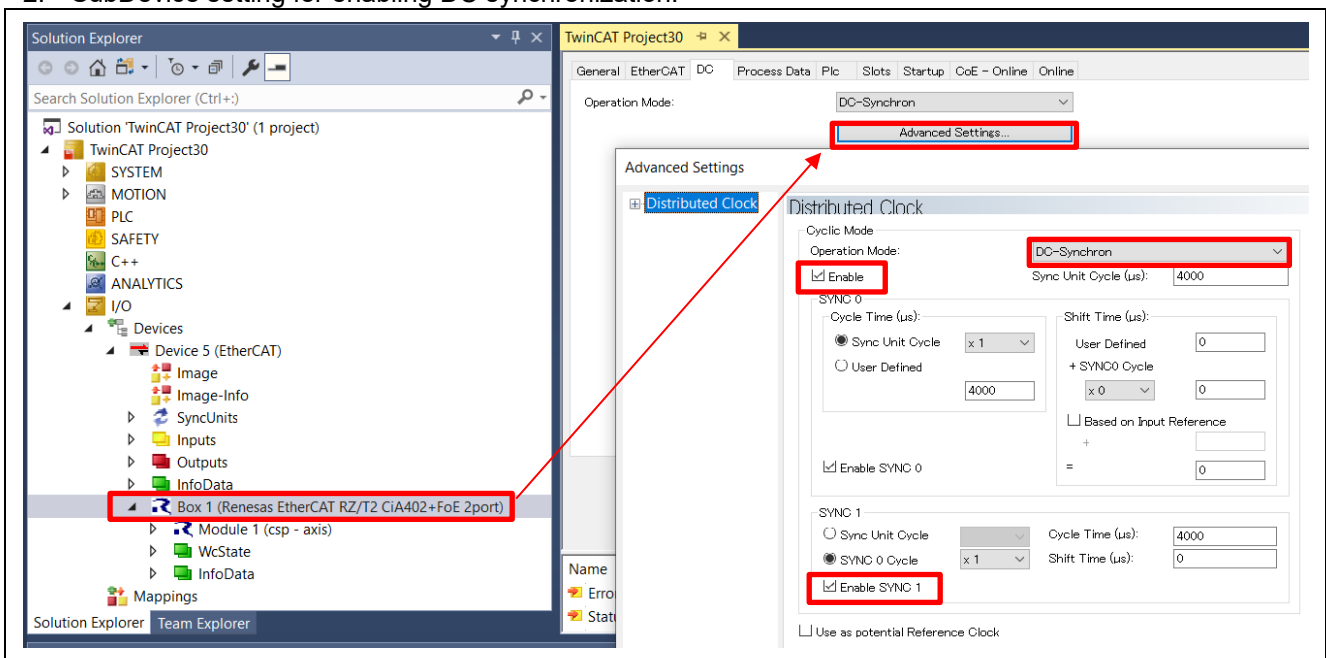 2. SubDevice setting for enabling DC synchronization.
Solution Explorer
Search Solution Explorer (Ctrl+:)
Solution 'TwinCAT Project30' (1 project)
TwinCAT Project30
SYSTEM
MOTION
PLC
SAFETY
C++
ANALYTICS
I/O
Devices
Device 5 (EtherCAT)
Image
Image-Info
SyncUnits
Inputs
Outputs
InfoData
Box 1 (Renesas EtherCAT RZ/T2 CiA402+FoE 2port)
Module 1 (csp - axis)
WcState
InfoData
Mappings
Solution Explorer Team Explorer
TwinCAT Project30
General EtherCAT DC Process Data Plc Slots Startup CoE - Online Online
Operation Mode: DC-Synchron
Advanced Settings...
Advanced Settings
Distributed Clock
Distributed Clock
Cyclic Mode
Operation Mode: DC-Synchron
Enable Sync Unit Cycle (µs): 4000
SYNC 0
Cycle Time (µs): Shift Time (µs):
Sync Unit Cycle x 1 User Defined 0
User Defined + SYNC0 Cycle
4000 x 0 0
Based on Input Reference
+
Enable SYNC 0 = 0
SYNC 1
Sync Unit Cycle Cycle Time (µs): 4000
SYNC 0 Cycle x 1 Shift Time (µs): 0
Enable SYNC 1
Use as potential Reference Clock
Name